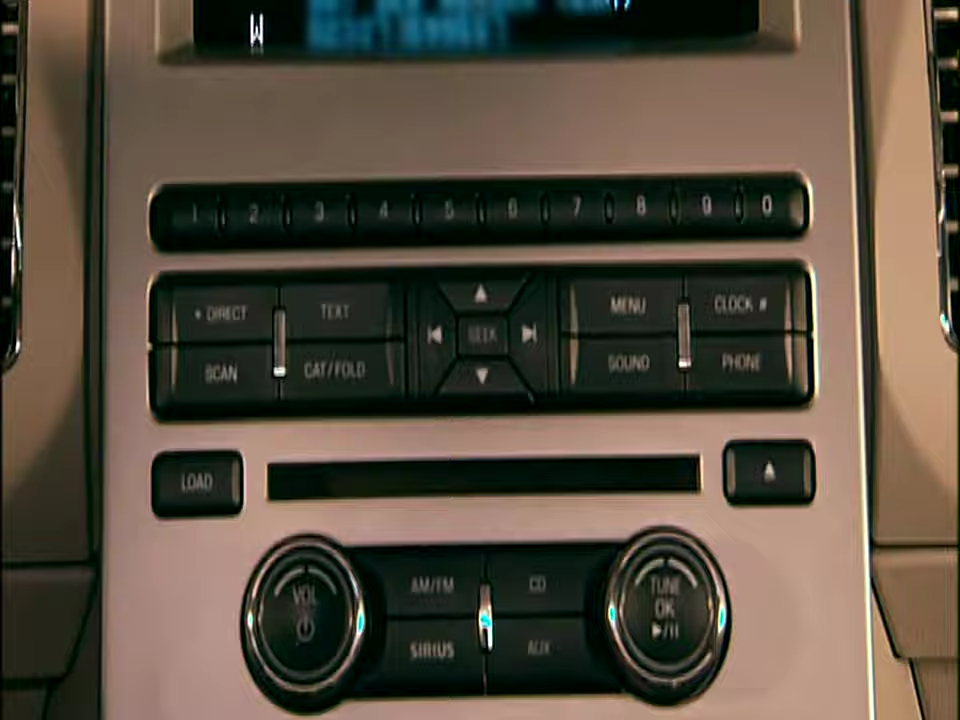 W
1 2 3 4 5 6 7 8 9 0
* DIRECT TEXT MENU CLOCK #
SEEK
SCAN CAT/FOLD SOUND PHONE
LOAD
VOL AM/FM CD TUNE
OK
SIRIUS AUX